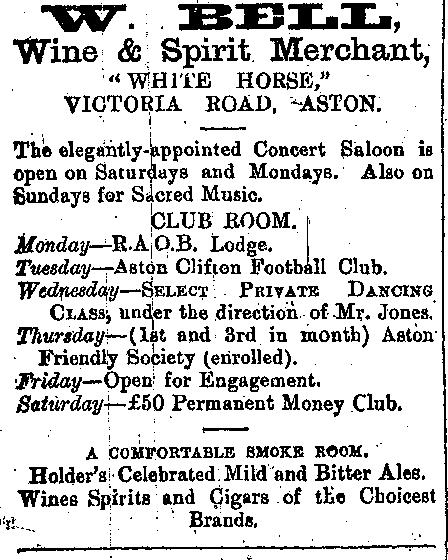 W. BELL,
Wine & Spirit Merchant,
"WHITE HORSE,"
VICTORIA ROAD, ASTON.
The elegantly-appointed Concert Saloon is
open on Saturdays and Mondays. Also on
Sundays for Sacred Music.
CLUB ROOM.
Monday—R.A.O.B. Lodge.
Tuesday—Aston Clifton Football Club.
Wednesday—SELECT PRIVATE DANCING
CLASS, under the direction of Mr. Jones.
Thursday—(1st and 3rd in month) Aston
Friendly Society (enrolled).
Friday—Open for Engagement.
Saturday—£50 Permanent Money Club.
A COMFORTABLE SMOKE ROOM.
Holder's Celebrated Mild and Bitter Ales.
Wines Spirits and Cigars of the Choicest
Brands.